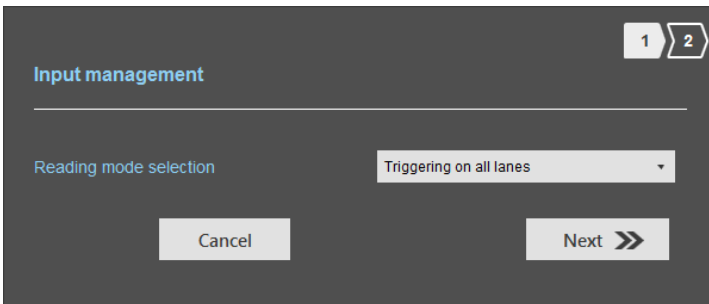 1 2
Input management
Reading mode selection
Triggering on all lanes
Cancel
Next